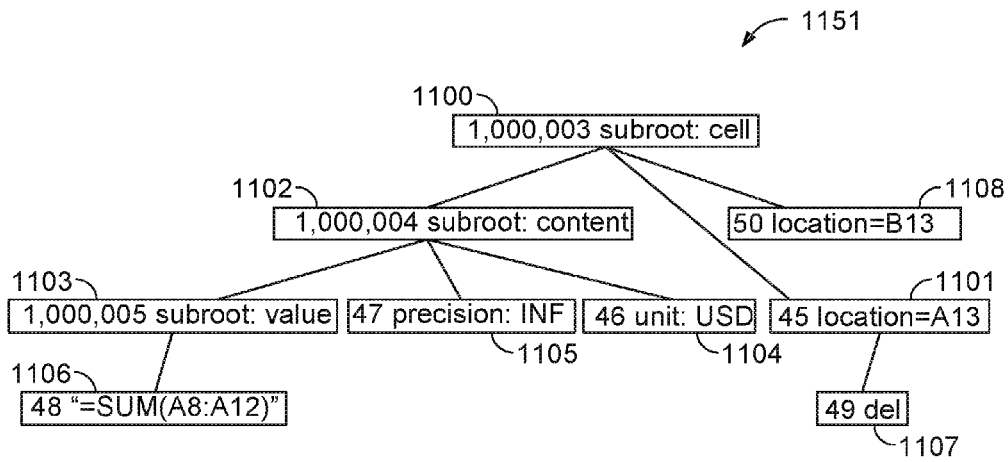 1151
1100
1,000,003 subroot: cell
1102
1108
1,000,004 subroot: content
50 location=B13
1103
1101
1,000,005 subroot: value
47 precision: INF
46 unit: USD
45 location=A13
1105
1104
1106
48 “=SUM(A8:A12)”
49 del
1107